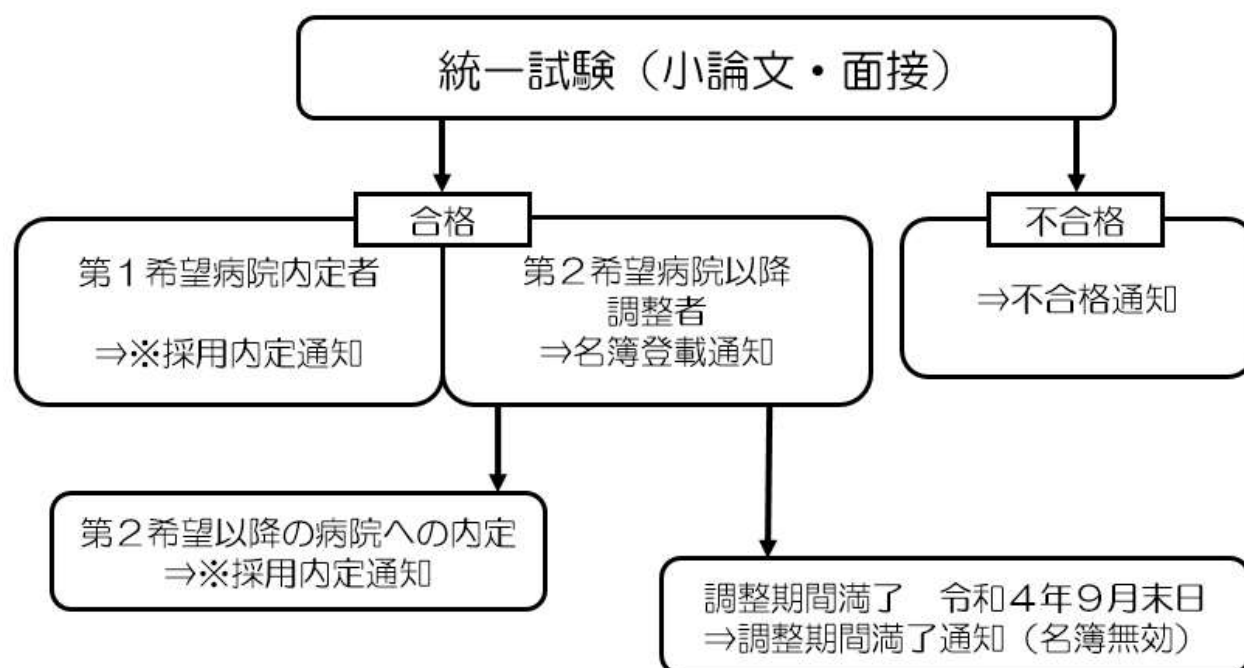 統一試験（小論文・面接）
合格
不合格
第１希望病院内定者
⇒※採用内定通知
第２希望病院以降
調整者
⇒名簿登載通知
⇒不合格通知
第２希望以降の病院への内定
⇒※採用内定通知
調整期間満了　令和４年９月末日
⇒調整期間満了通知（名簿無効）